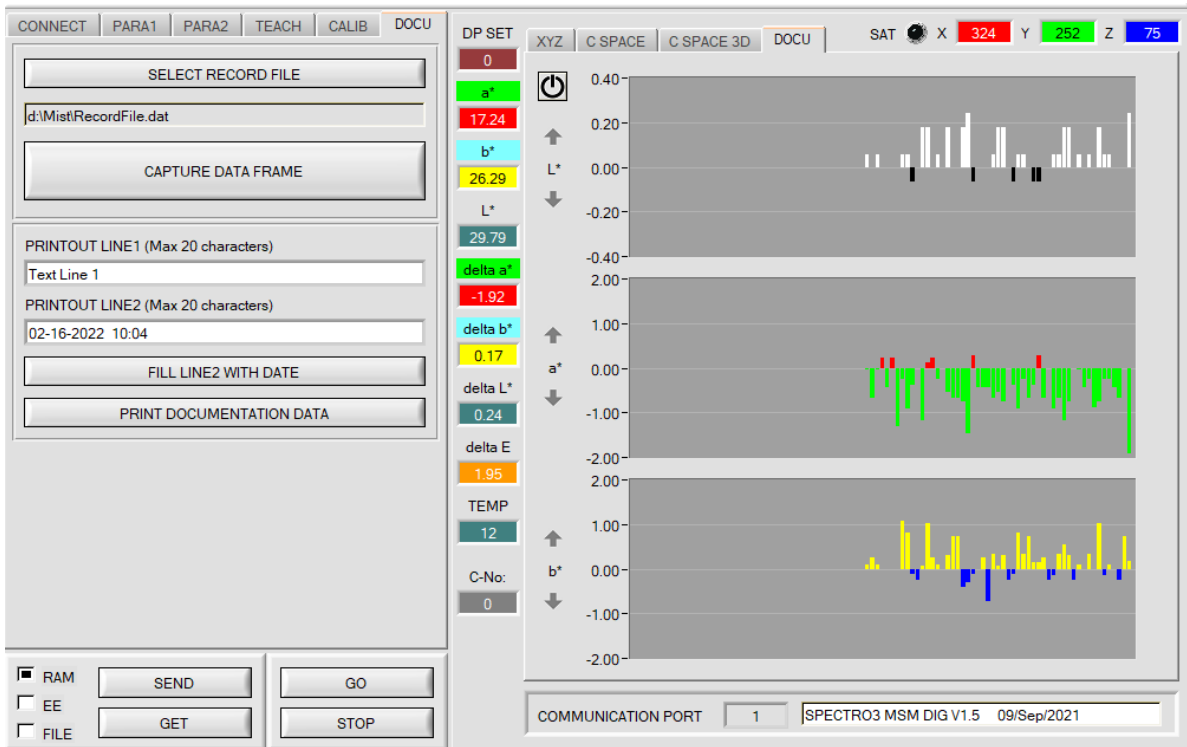 CONNECT PARA1 PARA2 TEACH CALIB DOCU
SELECT RECORD FILE
d:\Mist\RecordFile.dat
CAPTURE DATA FRAME
PRINTOUT LINE1 (Max 20 characters)
Text Line 1
PRINTOUT LINE2 (Max 20 characters)
02-16-2022 10:04
FILL LINE2 WITH DATE
PRINT DOCUMENTATION DATA
RAM
EE
FILE
SEND
GET
GO
STOP
DP SET
0
a*
17.24
b*
26.29
L*
29.79
delta a*
-1.92
delta b*
0.17
delta L*
0.24
delta E
1.95
TEMP
12
C-No:
0
XYZ C SPACE C SPACE 3D DOCU
SAT X 324 Y 252 Z 75
L*
0.40
0.20
0.00
-0.20
-0.40
a*
2.00
1.00
0.00
-1.00
-2.00
b*
2.00
1.00
0.00
-1.00
-2.00
COMMUNICATION PORT 1 SPECTRO3 MSM DIG V1.5 09/Sep/2021